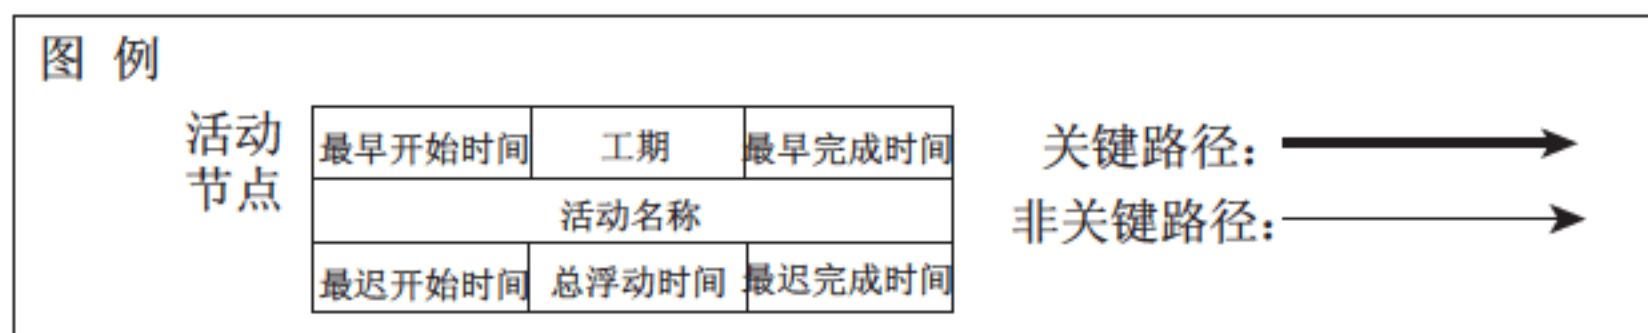 图 例
活动
节点
最早开始时间 工期 最早完成时间
活动名称
最迟开始时间 总浮动时间 最迟完成时间
关键路径：
非关键路径：